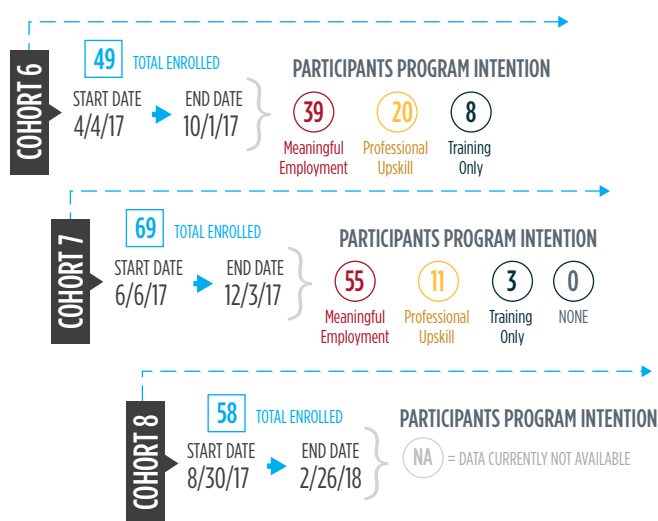 COHORT 6
49 TOTAL ENROLLED
START DATE
4/4/17
END DATE
10/1/17
PARTICIPANTS PROGRAM INTENTION
39
Meaningful
Employment
20
Professional
Upskill
8
Training
Only
COHORT 7
69 TOTAL ENROLLED
START DATE
6/6/17
END DATE
12/3/17
PARTICIPANTS PROGRAM INTENTION
55
Meaningful
Employment
11
Professional
Upskill
3
Training
Only
0
NONE
COHORT 8
58 TOTAL ENROLLED
START DATE
8/30/17
END DATE
2/26/18
PARTICIPANTS PROGRAM INTENTION
NA = DATA CURRENTLY NOT AVAILABLE